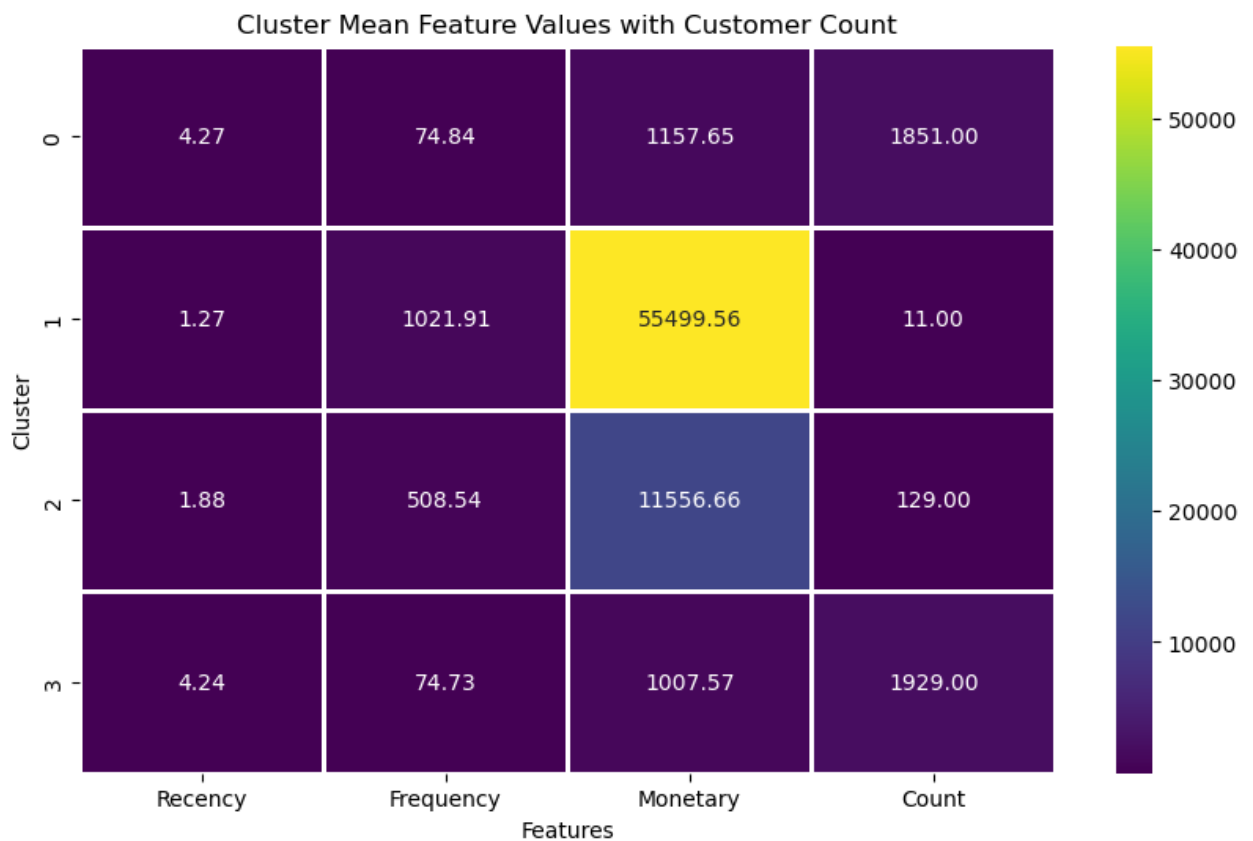 Cluster Mean Feature Values with Customer Count
Cluster
0 4.27 74.84 1157.65 1851.00
1 1.27 1021.91 55499.56 11.00
2 1.88 508.54 11556.66 129.00
3 4.24 74.73 1007.57 1929.00
Recency Frequency Monetary Count
Features
50000
40000
30000
20000
10000